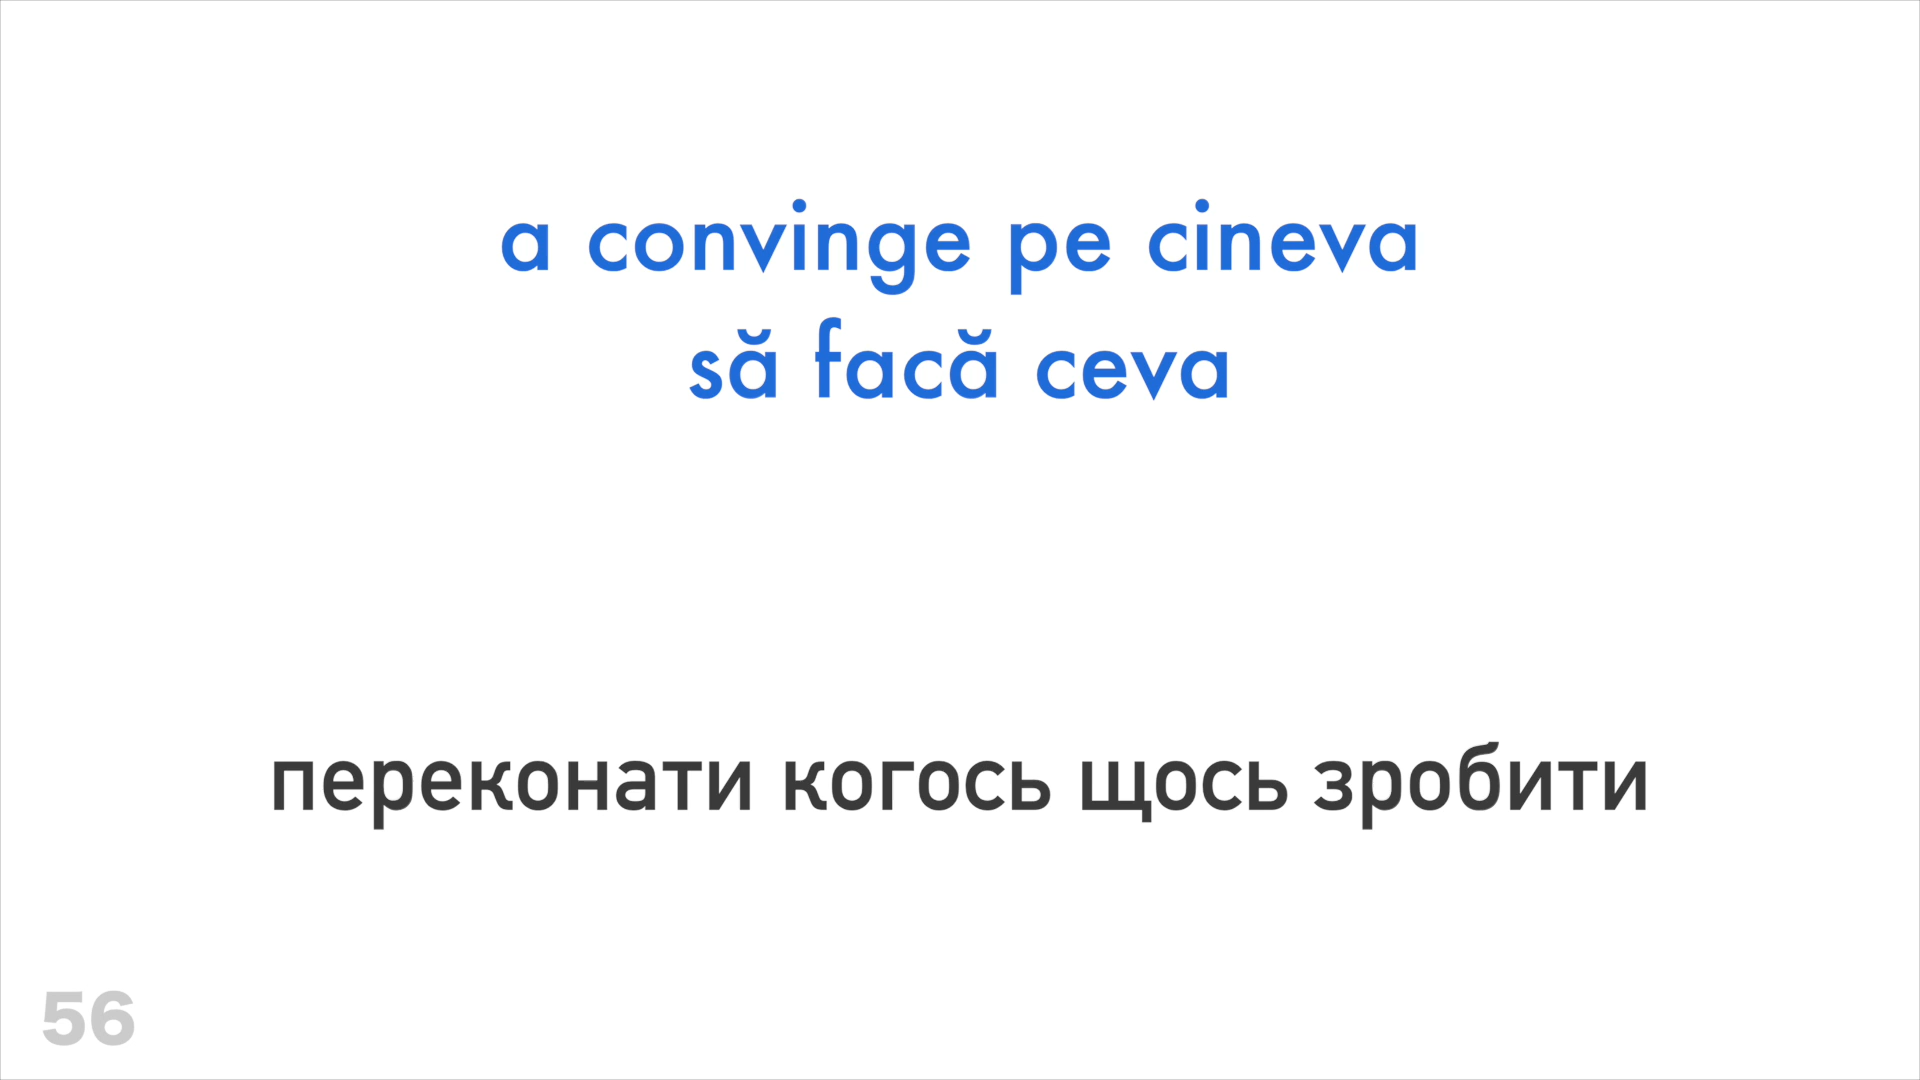 a convinge pe cineva
să facă ceva
переконати когось щось зробити
56